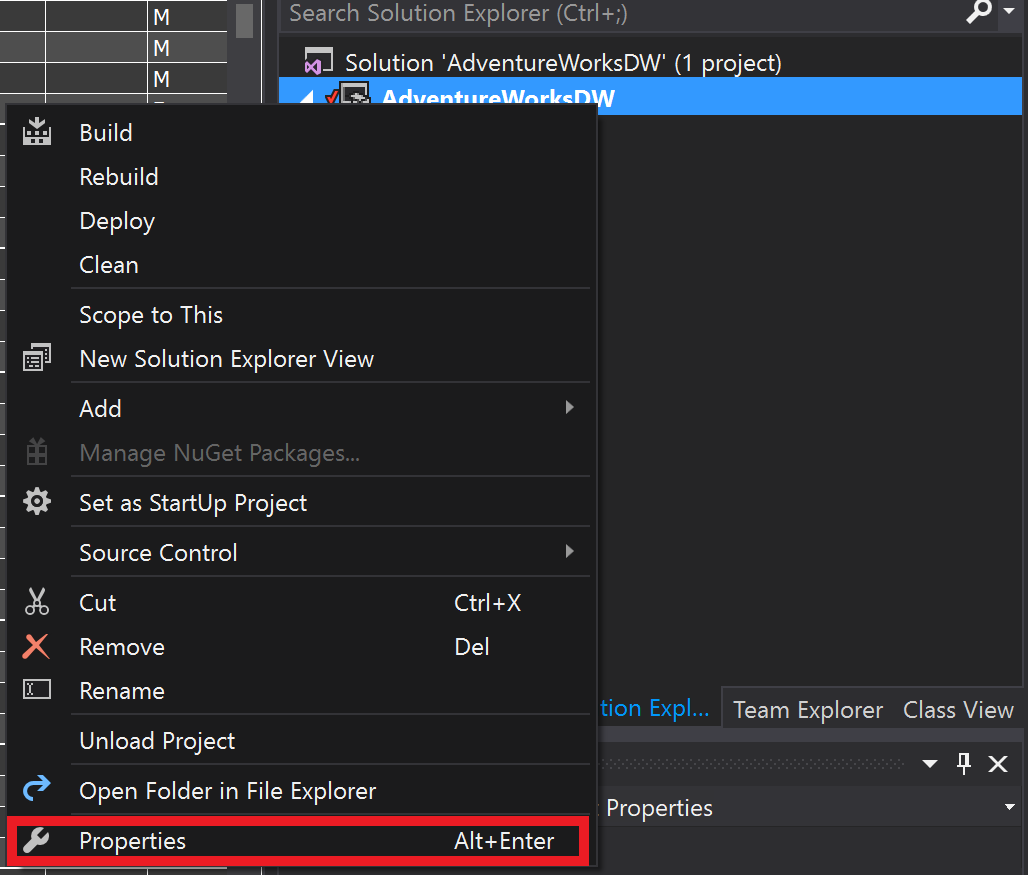 M
M
M
Search Solution Explorer (Ctrl+;)
Solution 'AdventureWorksDW' (1 project)
AdventureWorksDW
Build
Rebuild
Deploy
Clean
Scope to This
New Solution Explorer View
Add
Manage NuGet Packages...
Set as StartUp Project
Source Control
Cut Ctrl+X
Remove Del
Rename
Unload Project
Open Folder in File Explorer
Properties Alt+Enter
tion Expl...
Team Explorer
Class View
Properties